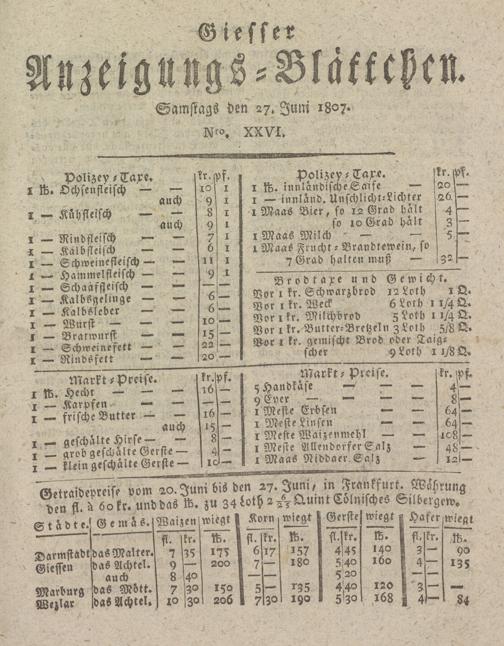 Giesser
Anzeigungs-Blättchen.
Samstags den 27. Juni 1807.
Nro. XXVI.
Polizey-Taxe. kr. pf.
1 ℔. Ochsenfleisch — — 10 1
auch 9 1
1 — Kühfleisch — — 8 1
auch 9 1
1 — Rindfleisch — — 7 1
1 — Kalbfleisch — — 6 1
1 — Schweinefleisch — — 11 1
1 — Hammelfleisch — — 9 1
1 — Schaaffleisch — — — —
1 — Kalbsgelinge — — 6 —
1 — Kalbsleber — — 6 —
1 — Wurst — — 10 —
1 — Bratwurst — — 15 —
1 — Schweinefett — — 22 —
1 — Rindsfett — — 20 —
Polizey-Taxe. kr. pf.
1 ℔. innländische Saife — 20 —
1 — innländ. Unschlicht-Lichter 26 —
1 Maas Bier, so 12 Grad hält 4 —
so 10 Grad hält 3 —
1 Maas Milch — — 5 —
1 Maas Frucht-Brandtewein, so
7 Grad halten muß — 32 —
Brodtaxe und Gewicht.
Vor 1 kr. Schwarzbrod 12 Loth 1 Q.
Vor 1 kr. Weck 6 Loth 1 1/4 Q.
Vor 1 kr. Milchbrod 5 Loth 1 1/4 Q.
Vor 1 kr. Butter-Bretzeln 3 Loth 5/8 Q.
Vor 1 kr. gemischt Brod oder Taig-
scher 9 Loth 1 1/8 Q.
Markt-Preise. kr. pf.
1 ℔. Hecht — — 16 —
1 — Karpfen — —
1 — frische Butter — — 16 —
auch 15 —
1 — geschälte Hirse — 8 —
1 — grob geschälte Gerste — 4 —
1 — klein geschälte Gerste — 10 —
Markt-Preise. kr. pf.
5 Handkäse — — — 4 —
9 Eyer — — — 8 —
1 Meste Erbsen — — 64 —
1 Meste Linsen — — 64 —
1 Meste Waizenmehl — — 108 —
1 Meste Allendorfer Salz — 48 —
1 Maas Niddaer Salz — 12 —
Getraidepreise vom 20. Juni bis den 27. Juni, in Frankfurt. Währung
den fl. à 60 kr. und das ℔. zu 34 Loth 2 6/25 Quint Cölnisches Silbergew.
Städte. Gemäs. Waizen wiegt Korn wiegt Gerste wiegt Hafer wiegt
fl. kr. ℔. fl. kr. ℔. fl. kr. ℔. fl. kr. ℔.
Darmstadt das Malter. 7 35 175 6 17 157 4 45 140 3 — 90
Giessen das Achtel. 9 — 200 7 — 180 5 40 160 4 — 135
auch 8 40 5 20
Marburg das Mött. 7 30 150 5 — 135 4 40 120 3 — —
Wezlar das Achtel. 10 30 206 7 30 190 5 30 168 4 — 84